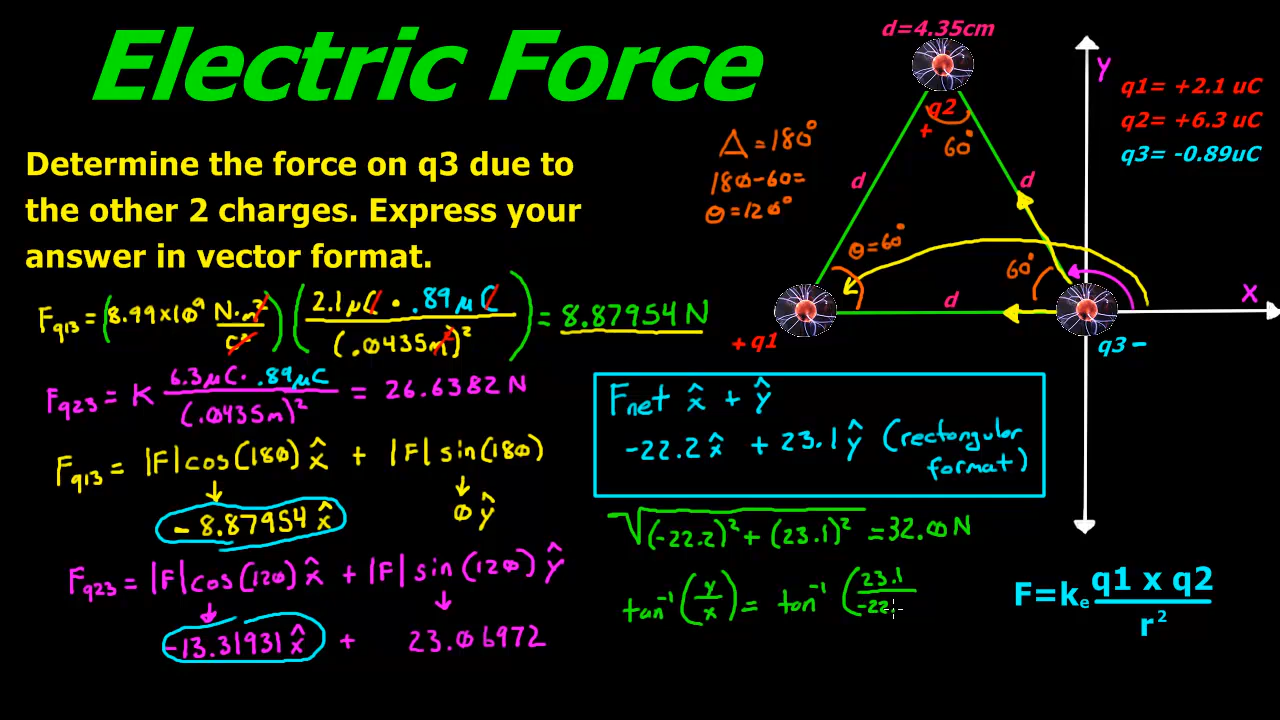 Electric Force
d=4.35cm
y
q1= +2.1 uC
q2= +6.3 uC
q3= -0.89uC
q2
+
60°
Δ = 180°
180-60=
θ=120°
d
d
θ=60°
60°
d
x
+ q1
q3 -
Determine the force on q3 due to
the other 2 charges. Express your
answer in vector format.
Fq13 = (8.99×10⁹ N·m²/C²) (2.1μC · .89μC / (.0435m)²) = 8.87954 N
Fq23 = K 6.3μC · .89μC / (.0435m)² = 26.6382 N
Fq13 = |F|cos(180) x̂ + |F|sin(180)
-8.87954 x̂
0 ŷ
Fq23 = |F|cos(120) x̂ + |F|sin(120) ŷ
-13.31931 x̂ + 23.06972
Fnet x̂ + ŷ
-22.2 x̂ + 23.1 ŷ (rectangular
format)
√(-22.2)² + (23.1)² = 32.0 N
tan⁻¹(y/x) = tan⁻¹(23.1/-22.
F=ke q1 x q2 / r²